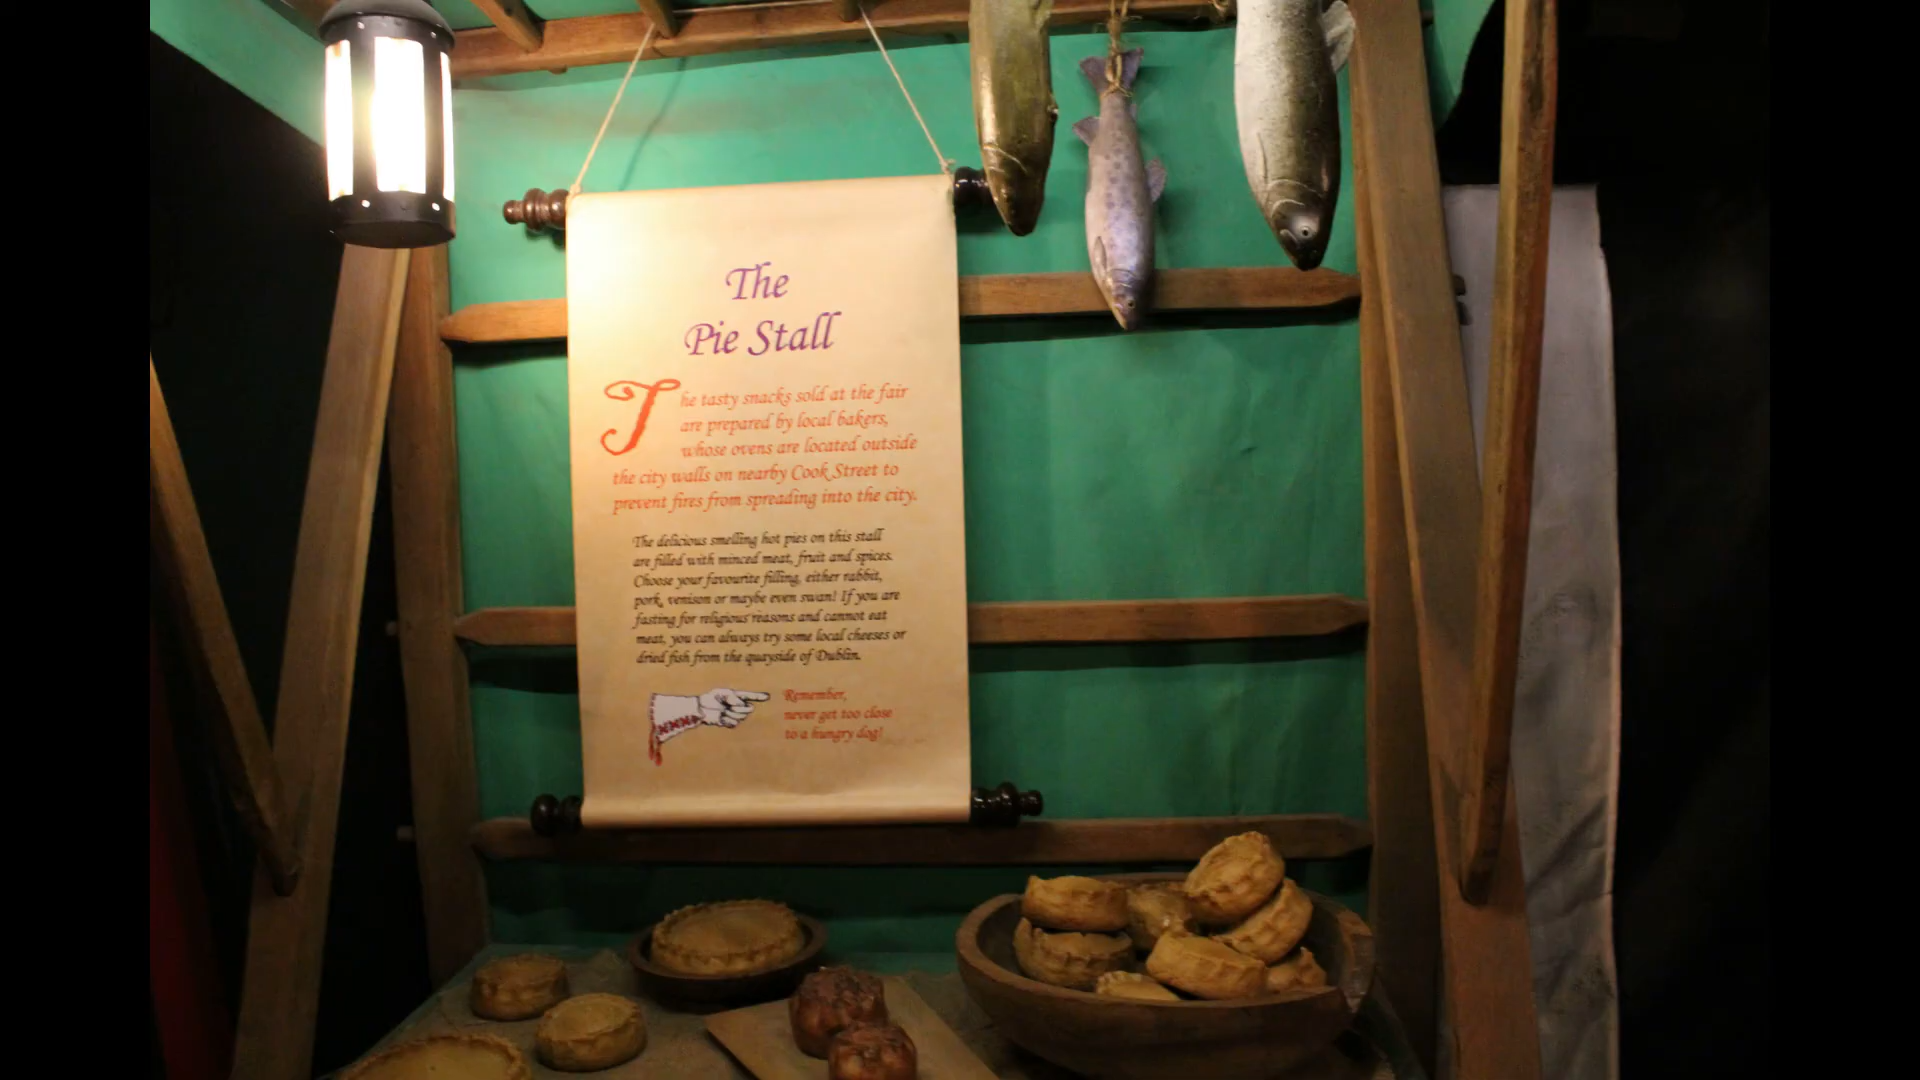 The
Pie Stall
The tasty snacks sold at the fair
are prepared by local bakers,
whose ovens are located outside
the city walls on nearby Cook Street to
prevent fires from spreading into the city.
The delicious smelling hot pies on this stall
are filled with minced meat, fruit and spices.
Choose your favourite filling, either rabbit,
pork, venison or maybe even swan! If you are
fasting for religious reasons and cannot eat
meat, you can always try some local cheeses or
dried fish from the quayside of Dublin.
Remember,
never get too close
to a hungry dog!